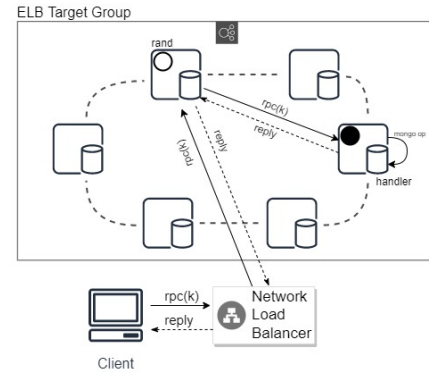 ELB Target Group
rand
rpc(k)
reply
mongo op
handler
rpc(k)
reply
rpc(k)
reply
Network
Load
Balancer
Client